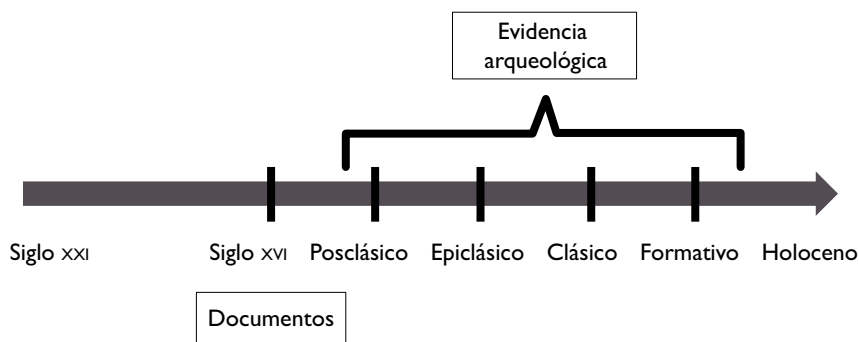 Evidencia
arqueológica
Siglo XXI Siglo XVI Posclásico Epiclásico Clásico Formativo Holoceno
Documentos